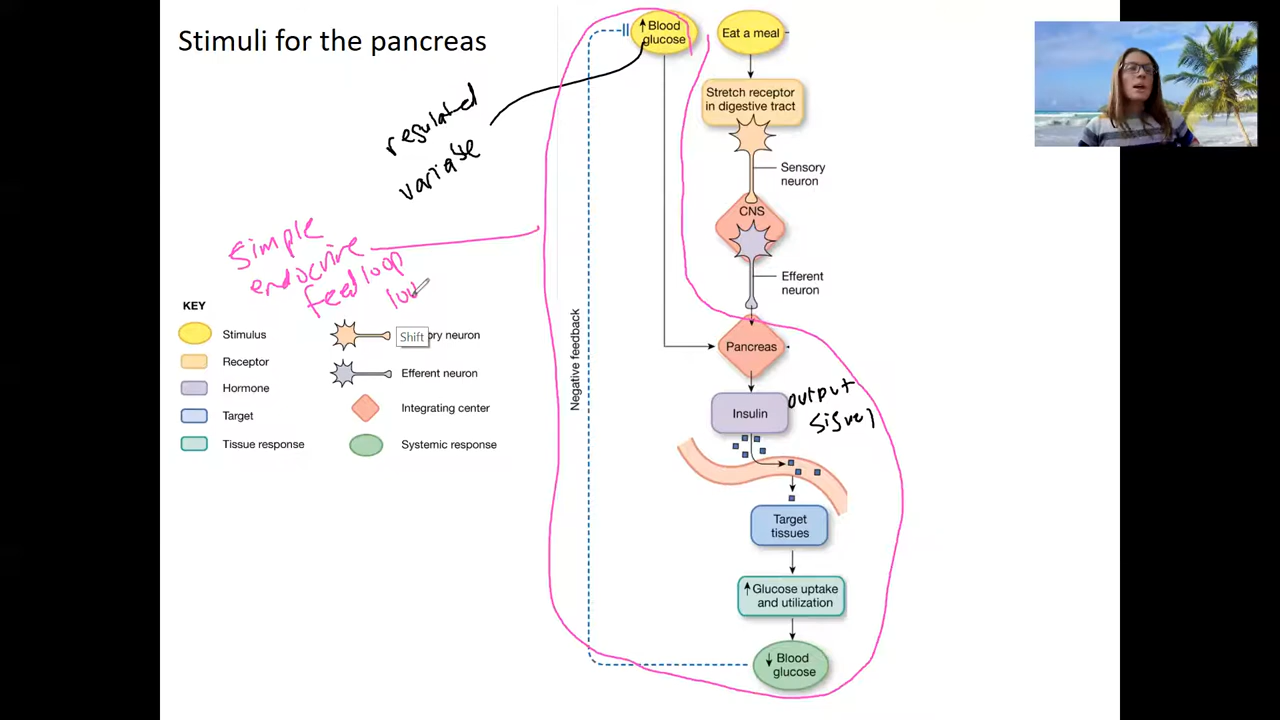 Stimuli for the pancreas
↑ Blood
glucose
Eat a meal
Stretch receptor
in digestive tract
Sensory
neuron
CNS
Efferent
neuron
Pancreas
Insulin
Target
tissues
↑ Glucose uptake
and utilization
↓ Blood
glucose
Negative feedback
regulated
variable
simple
endocrine
feed loop
output
signal
KEY
Stimulus
Receptor
Hormone
Target
Tissue response
ory neuron
Shift
Efferent neuron
Integrating center
Systemic response